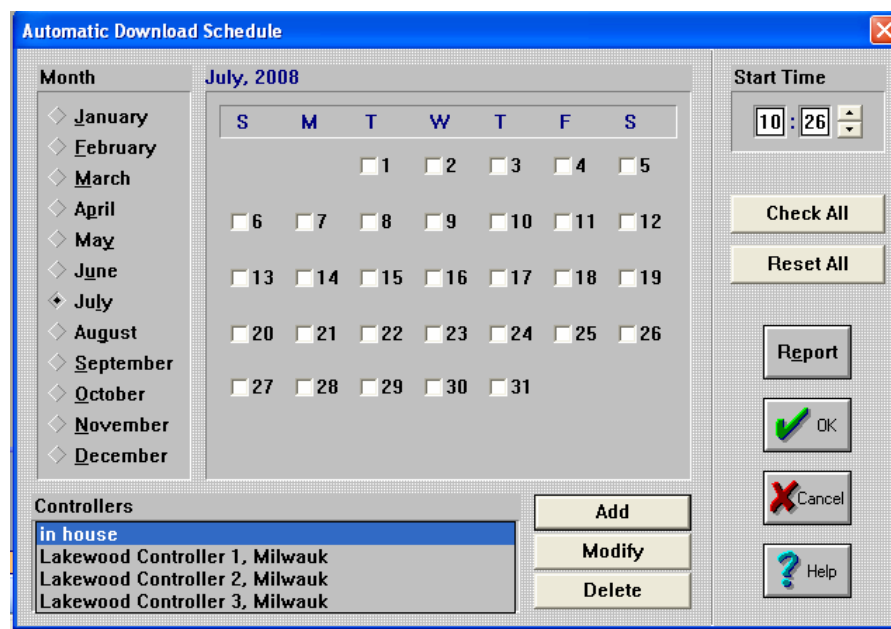 Automatic Download Schedule
Month
January
February
March
April
May
June
July
August
September
October
November
December
July, 2008
S M T W T F S
1 2 3 4 5
6 7 8 9 10 11 12
13 14 15 16 17 18 19
20 21 22 23 24 25 26
27 28 29 30 31
Start Time
10 : 26
Check All
Reset All
Report
OK
Cancel
Help
Controllers
in house
Lakewood Controller 1, Milwauk
Lakewood Controller 2, Milwauk
Lakewood Controller 3, Milwauk
Add
Modify
Delete